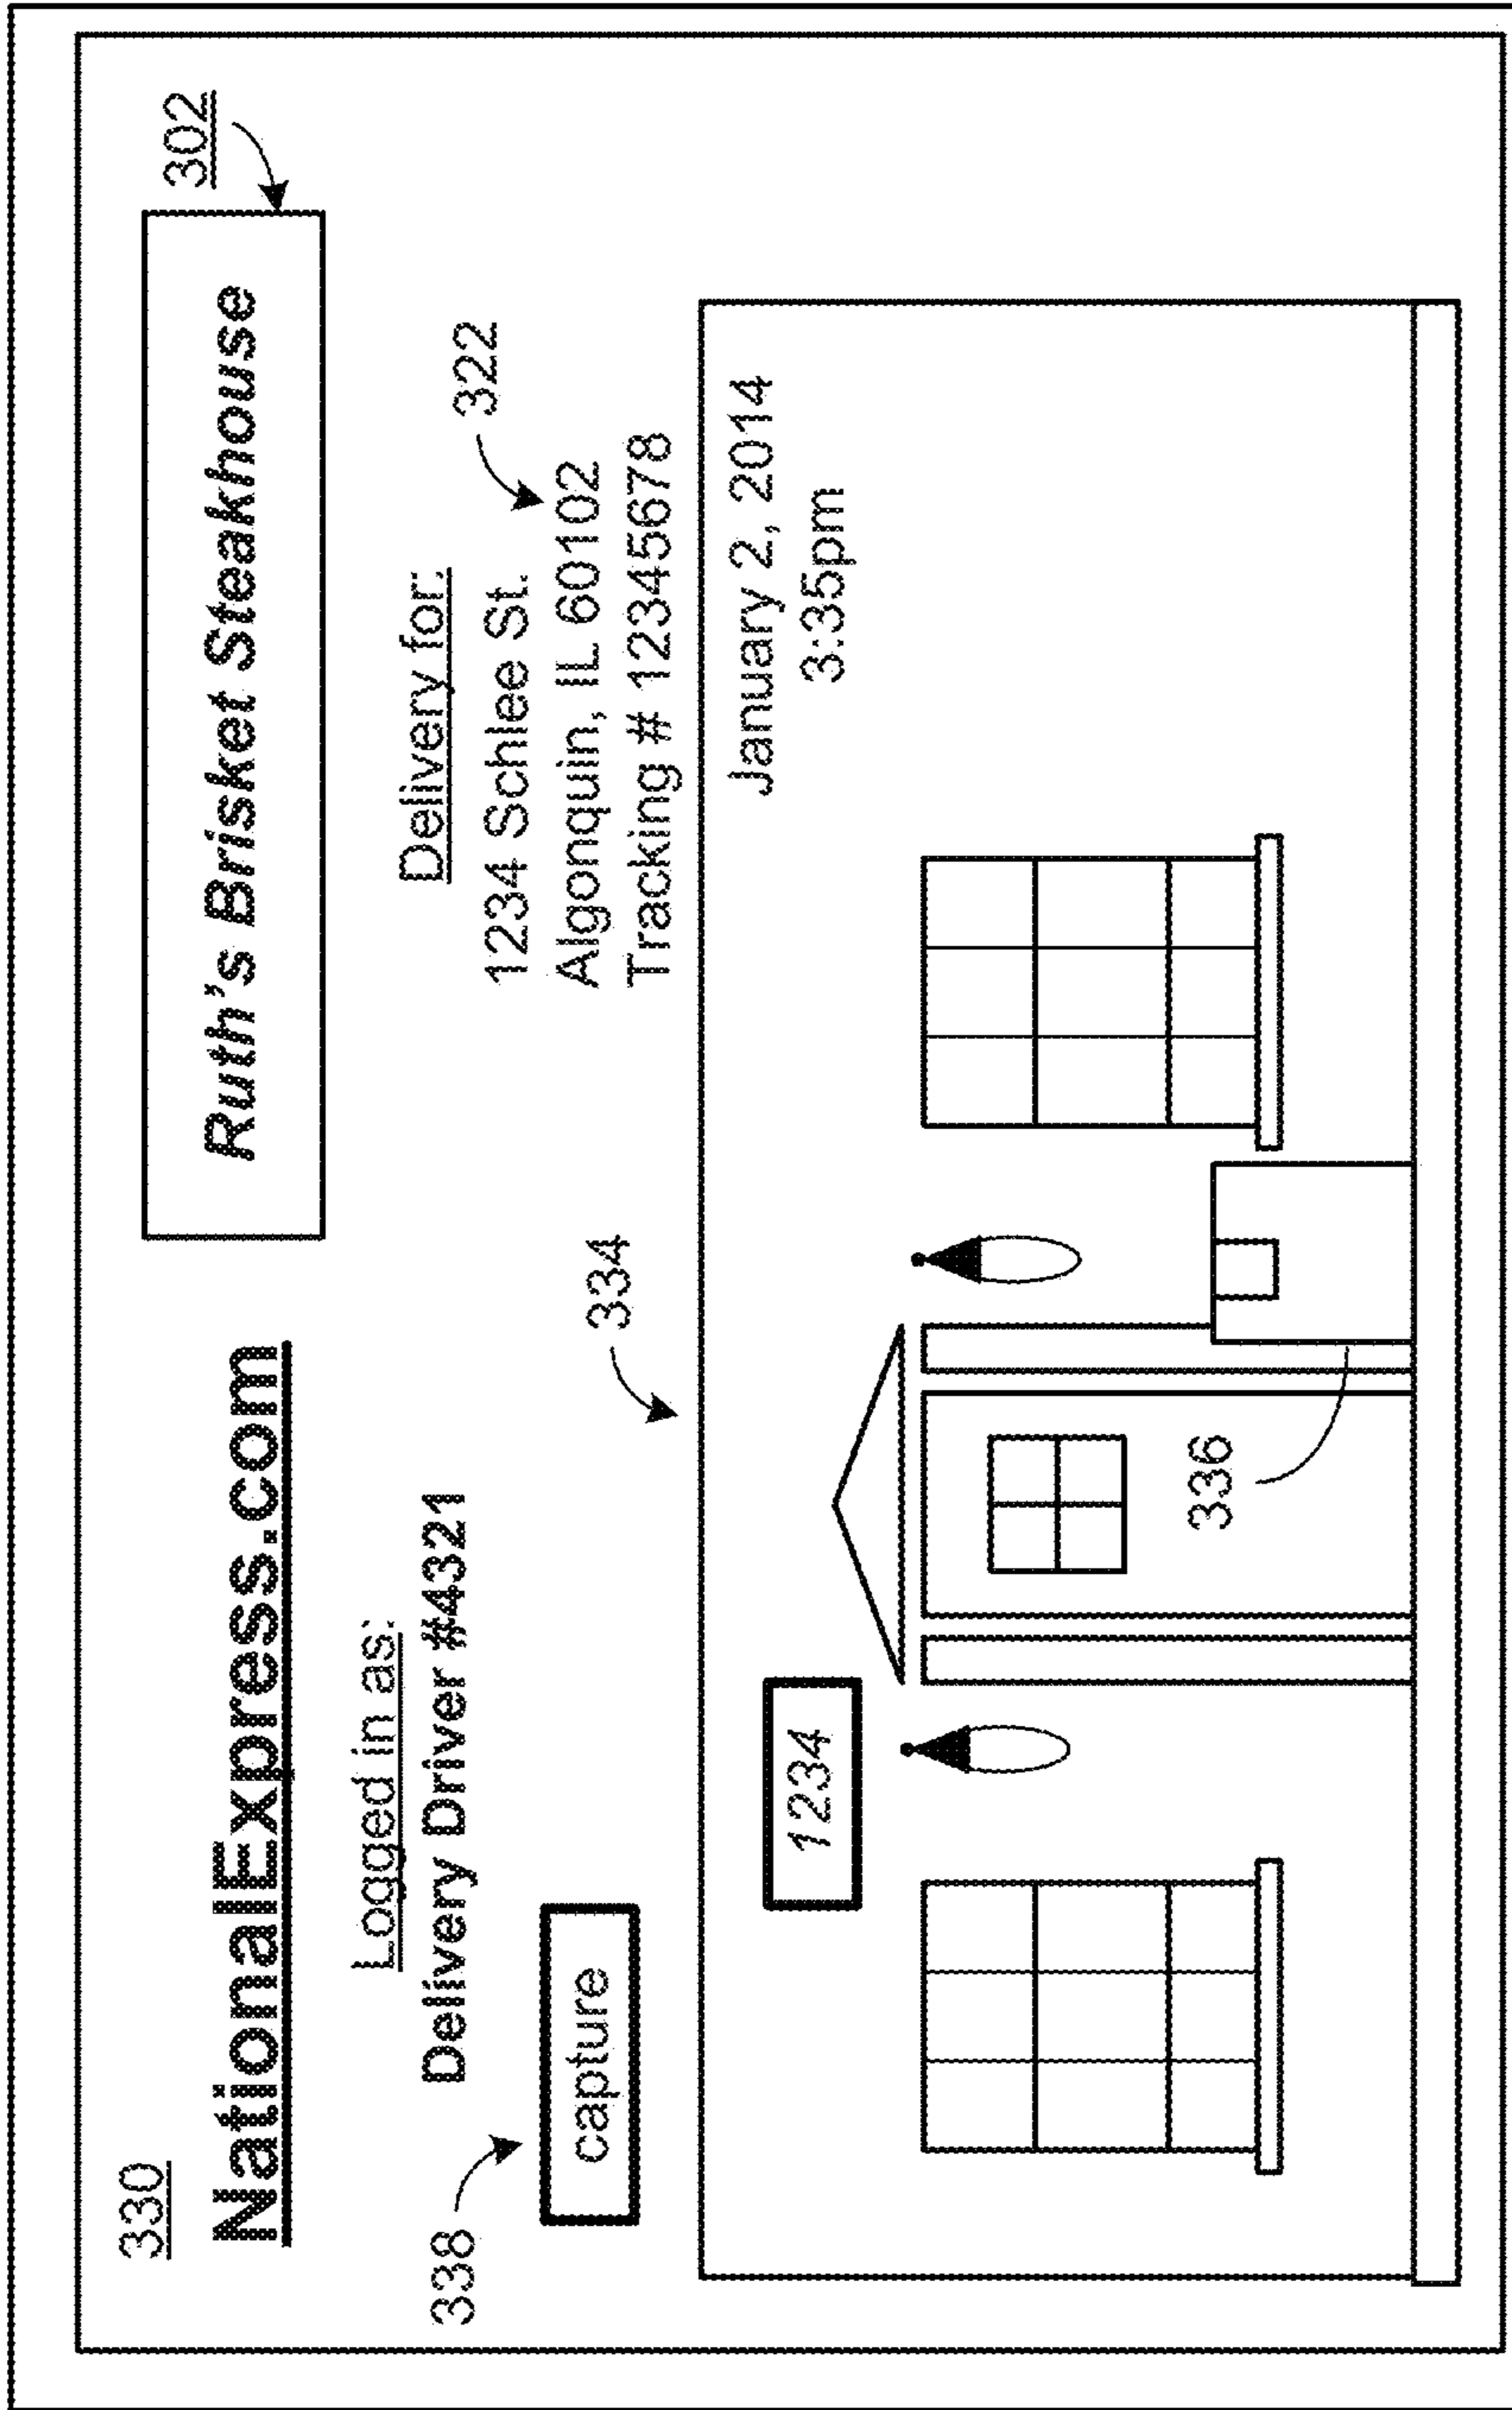 330
NationalExpress.com
Ruth's Brisket Steakhouse
302
Logged in as:
Delivery Driver #4321
Delivery for:
1234 Schlee St.
Algonquin, IL 60102
Tracking # 12345678
322
338
capture
334
January 2, 2014
3:35pm
1234
336